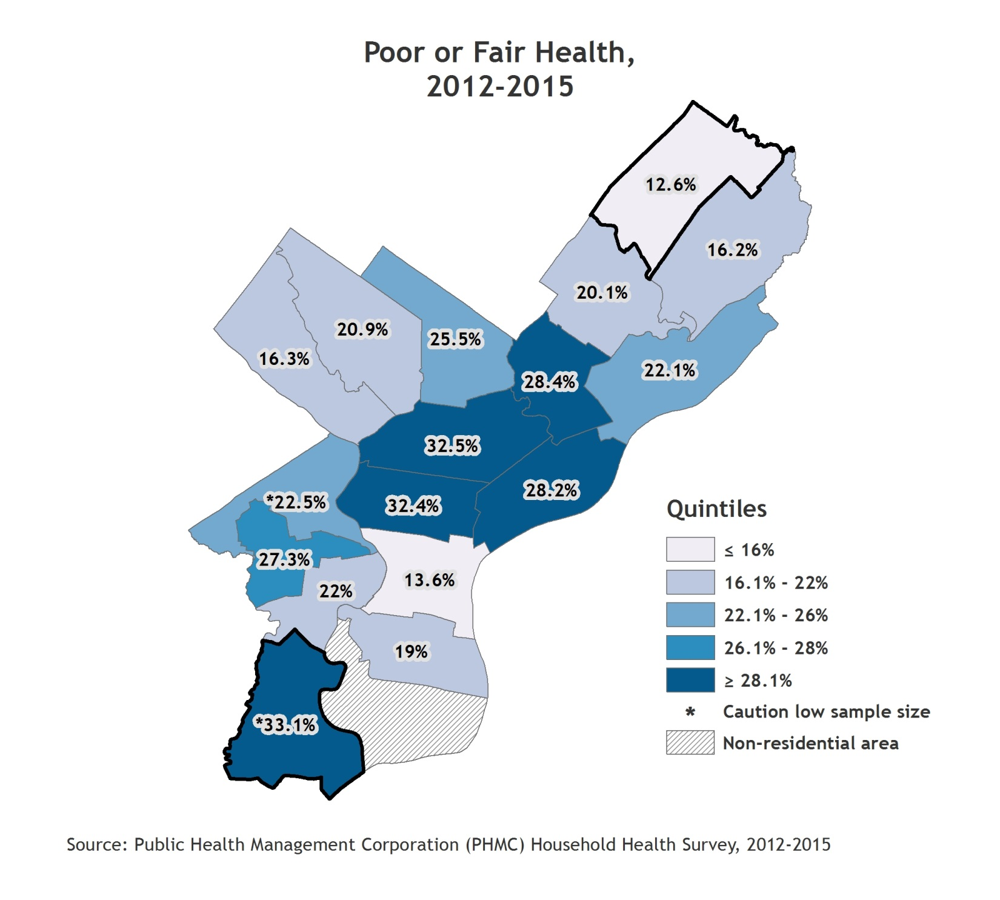 Poor or Fair Health,
2012-2015
12.6%
16.2%
20.1%
20.9%
25.5%
16.3%
22.1%
28.4%
32.5%
28.2%
*22.5%
32.4%
27.3%
13.6%
22%
19%
*33.1%
Quintiles
≤ 16%
16.1% - 22%
22.1% - 26%
26.1% - 28%
≥ 28.1%
* Caution low sample size
Non-residential area
Source: Public Health Management Corporation (PHMC) Household Health Survey, 2012-2015